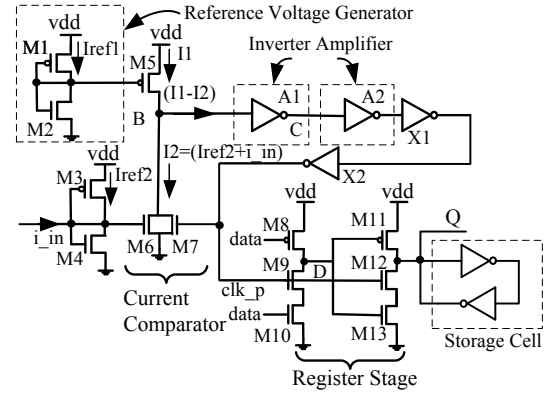 Reference Voltage Generator
vdd
M1
Iref1
M2
vdd
M5
I1
(I1-I2)
B
Inverter Amplifier
A1
C
A2
X1
X2
I2=(Iref2+i_in)
vdd
M3
Iref2
i_in
M4
M6
M7
Current
Comparator
vdd
M8
data
M9
D
clk_p
data
M10
vdd
M11
M12
M13
Q
Storage Cell
Register Stage